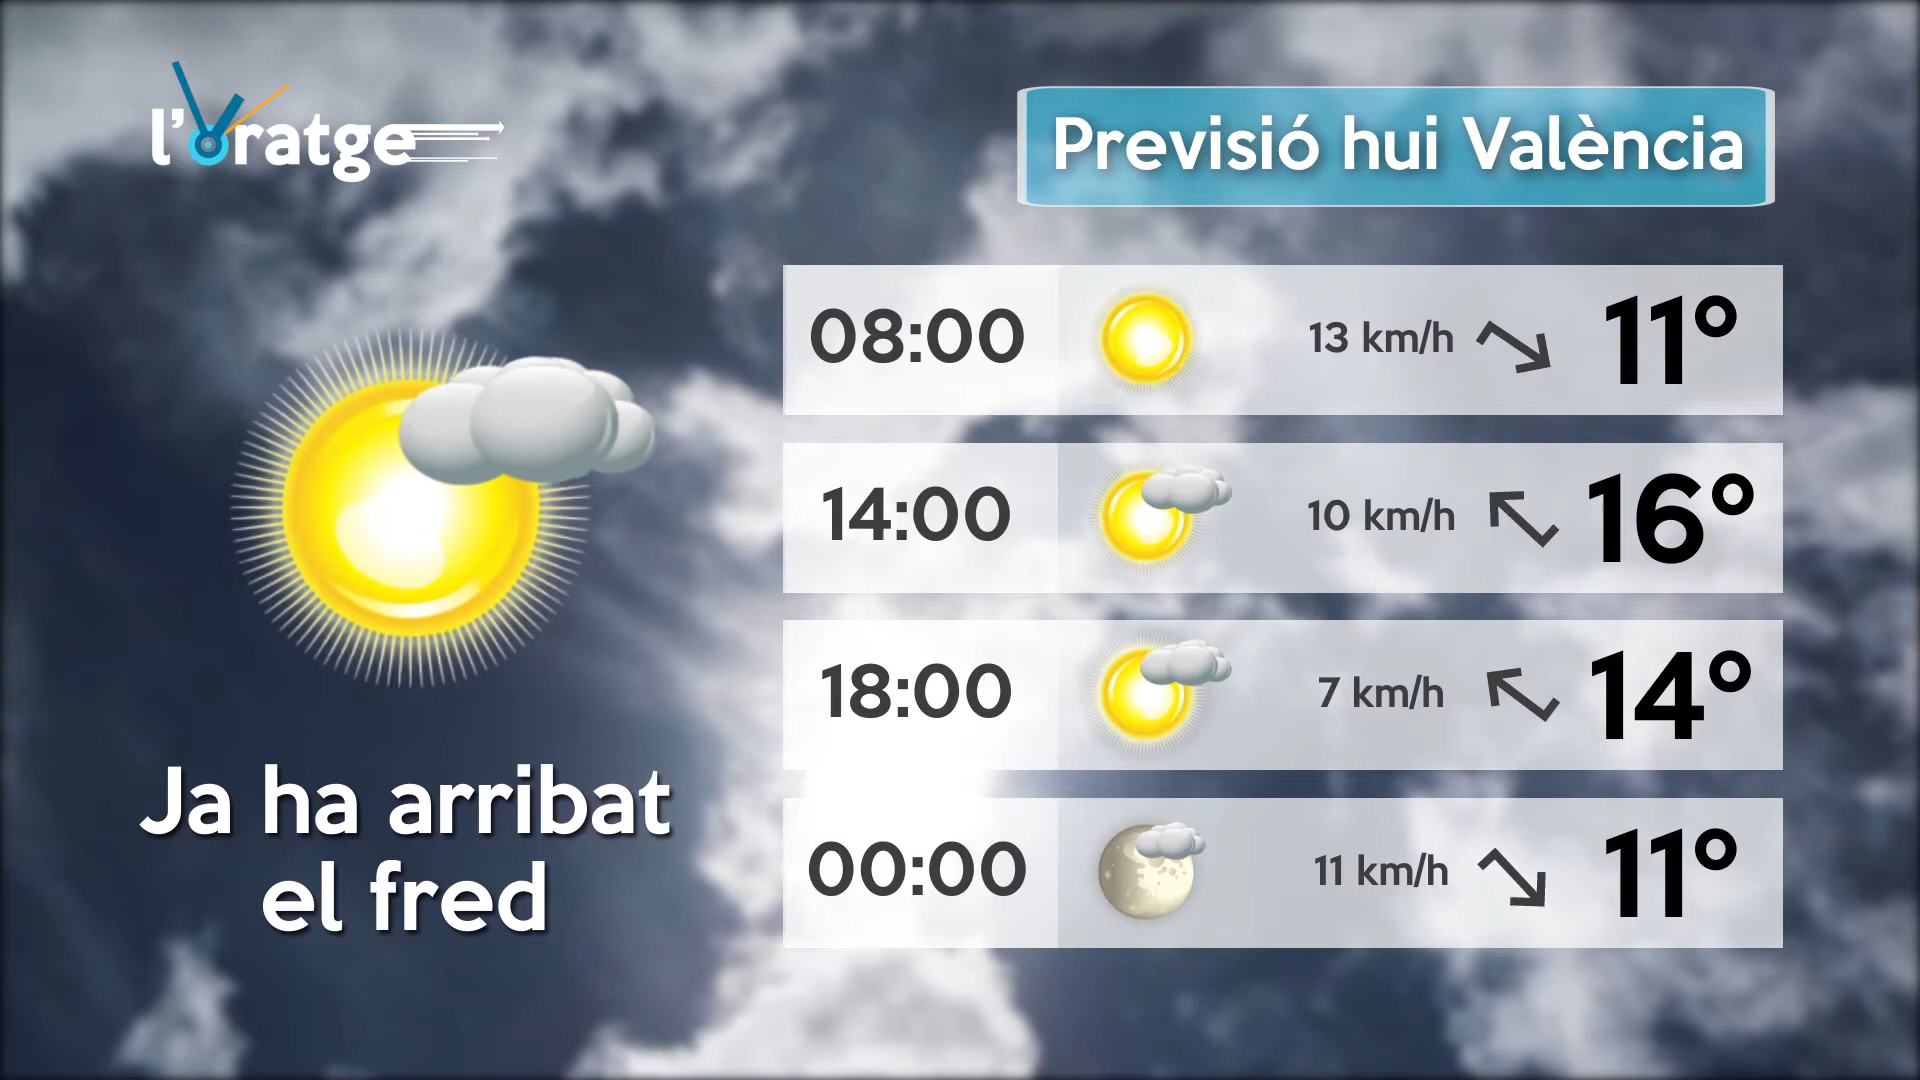 l'Oratge
Previsió hui València
08:00 13 km/h 11°
14:00 10 km/h 16°
18:00 7 km/h 14°
00:00 11 km/h 11°
Ja ha arribat
el fred